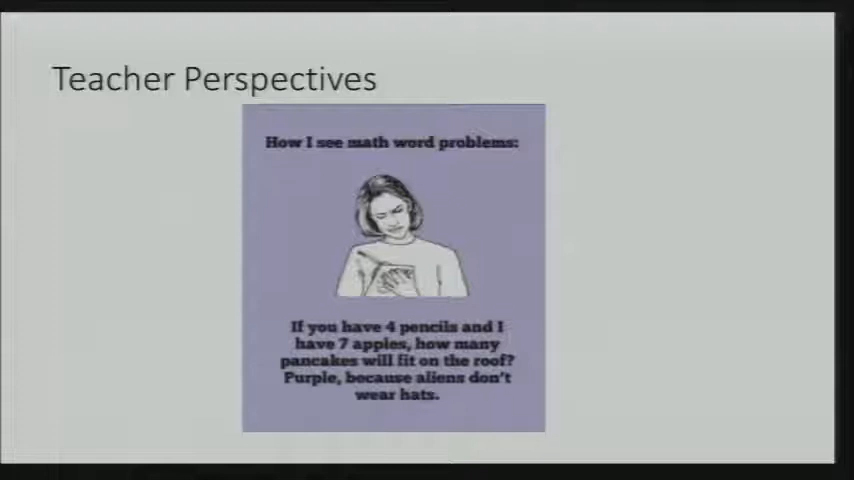 Teacher Perspectives
How I see math word problems:
If you have 4 pencils and I
have 7 apples, how many
pancakes will fit on the roof?
Purple, because aliens don't
wear hats.